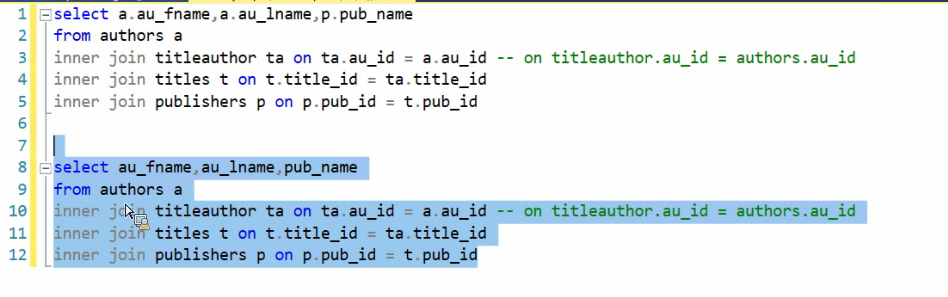 1 select a.au_fname,a.au_lname,p.pub_name
2 from authors a
3 inner join titleauthor ta on ta.au_id = a.au_id -- on titleauthor.au_id = authors.au_id
4 inner join titles t on t.title_id = ta.title_id
5 inner join publishers p on p.pub_id = t.pub_id
6
7
8 select au_fname,au_lname,pub_name
9 from authors a
10 inner join titleauthor ta on ta.au_id = a.au_id -- on titleauthor.au_id = authors.au_id
11 inner join titles t on t.title_id = ta.title_id
12 inner join publishers p on p.pub_id = t.pub_id